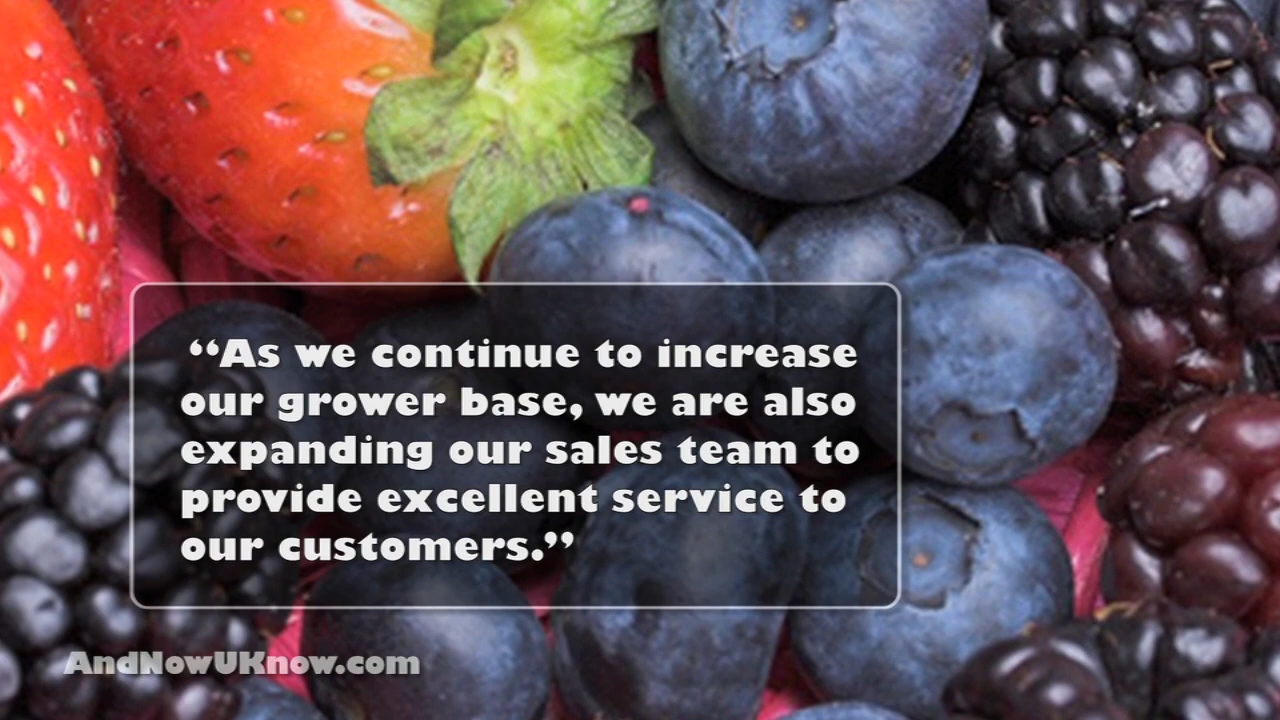 “As we continue to increase
our grower base, we are also
expanding our sales team to
provide excellent service to
our customers.”
AndNowUKnow.com